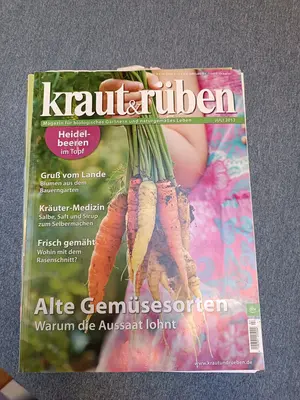 kraut&rüben
Magazin für biologisches Gärtnern und naturgemäßes Leben
JULI 2012
Heidel-
beeren
im Topf
Gruß vom Lande
Blumen aus dem
Bauerngarten
Kräuter-Medizin
Salbe, Saft und Sirup
zum Selbermachen
Frisch gemäht
Wohin mit dem
Rasenschnitt?
Alte Gemüsesorten
Warum die Aussaat lohnt
www.krautundrueben.de